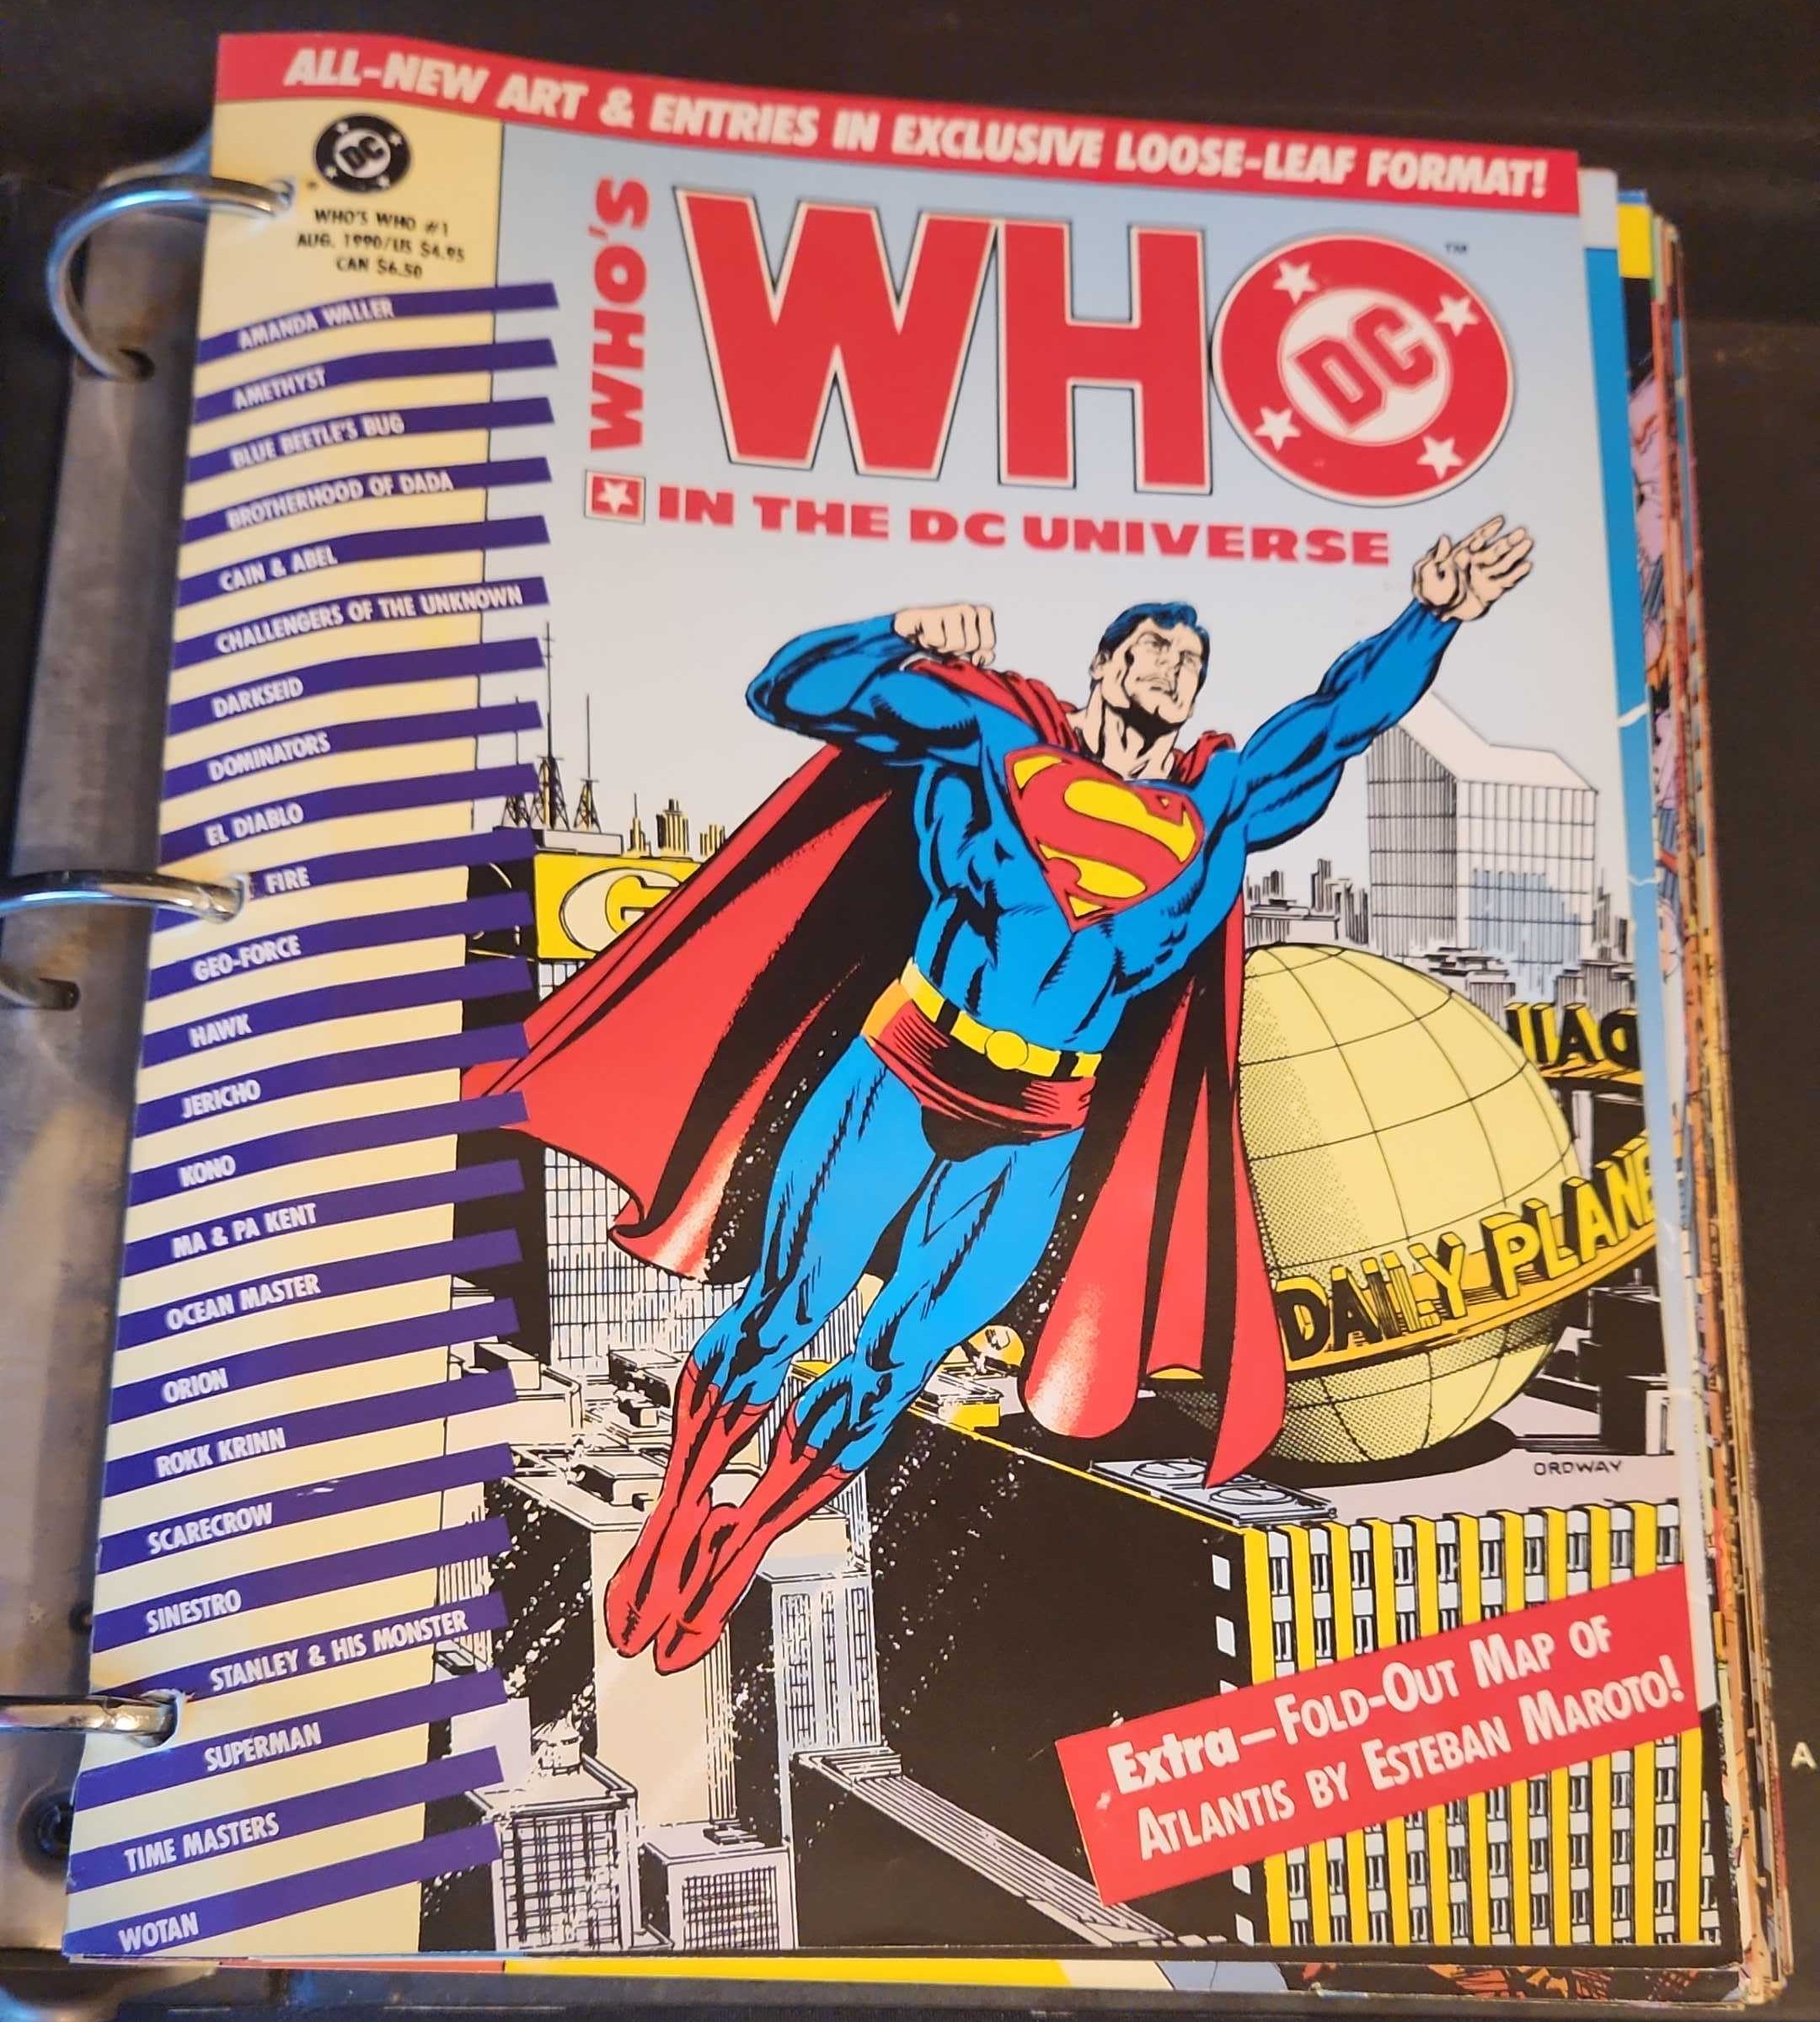 ALL-NEW ART & ENTRIES IN EXCLUSIVE LOOSE-LEAF FORMAT!
DC
WHO'S WHO #1
AUG. 1990/US $4.95
CAN $6.50
WHO'S
WHO
DC
TM
IN THE DC UNIVERSE
AMANDA WALLER
AMETHYST
BLUE BEETLE'S BUG
BROTHERHOOD OF DADA
CAIN & ABEL
CHALLENGERS OF THE UNKNOWN
DARKSEID
DOMINATORS
EL DIABLO
FIRE
GEO-FORCE
HAWK
JERICHO
KONO
MA & PA KENT
OCEAN MASTER
ORION
ROKK KRINN
SCARECROW
SINESTRO
STANLEY & HIS MONSTER
SUPERMAN
TIME MASTERS
WOTAN
S
G
DAILY PLANE
ORDWAY
Extra—Fold-Out Map of
Atlantis by Esteban Maroto!
A